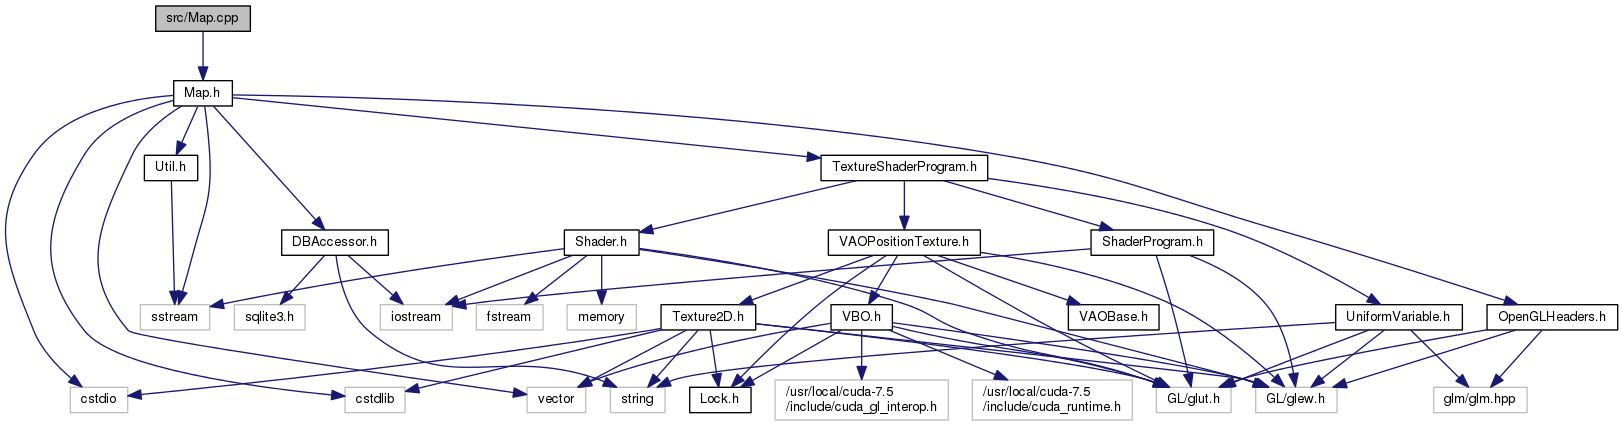 src/Map.cpp
Map.h
Util.h
TextureShaderProgram.h
DBAccessor.h
Shader.h
VAOPositionTexture.h
ShaderProgram.h
sstream
sqlite3.h
iostream
fstream
memory
Texture2D.h
VBO.h
VAOBase.h
UniformVariable.h
OpenGLHeaders.h
cstdio
cstdlib
vector
string
Lock.h
/usr/local/cuda-7.5
/include/cuda_gl_interop.h
/usr/local/cuda-7.5
/include/cuda_runtime.h
GL/glut.h
GL/glew.h
glm/glm.hpp